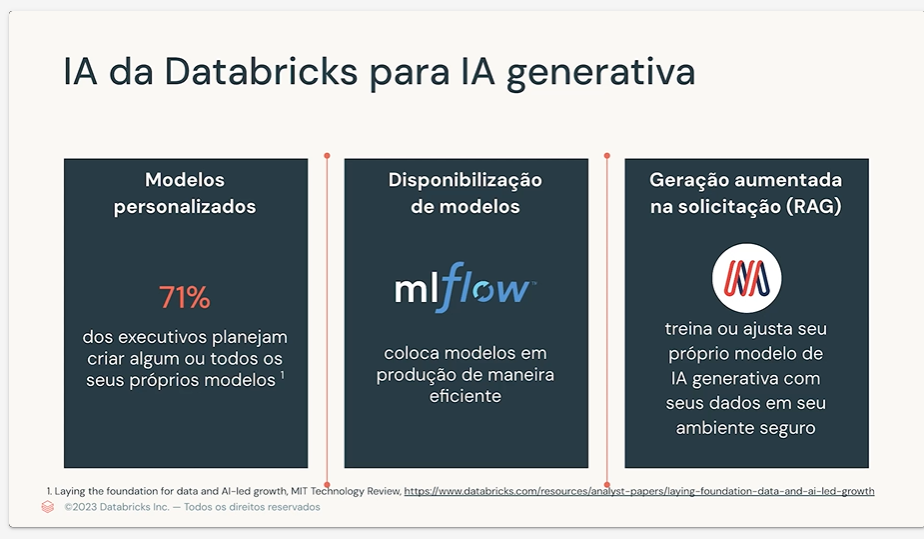 IA da Databricks para IA generativa
Modelos
personalizados
71%
dos executivos planejam
criar algum ou todos os
seus próprios modelos ¹
Disponibilização
de modelos
mlflow™
coloca modelos em
produção de maneira
eficiente
Geração aumentada
na solicitação (RAG)
treina ou ajusta seu
próprio modelo de
IA generativa com
seus dados em seu
ambiente seguro
1. Laying the foundation for data and AI-led growth, MIT Technology Review, https://www.databricks.com/resources/analyst-papers/laying-foundation-data-and-ai-led-growth
©2023 Databricks Inc. — Todos os direitos reservados